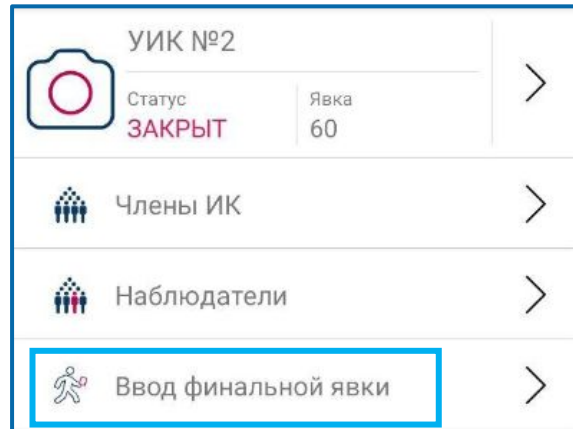 УИК №2
Статус Явка
ЗАКРЫТ 60
Члены ИК
Наблюдатели
Ввод финальной явки